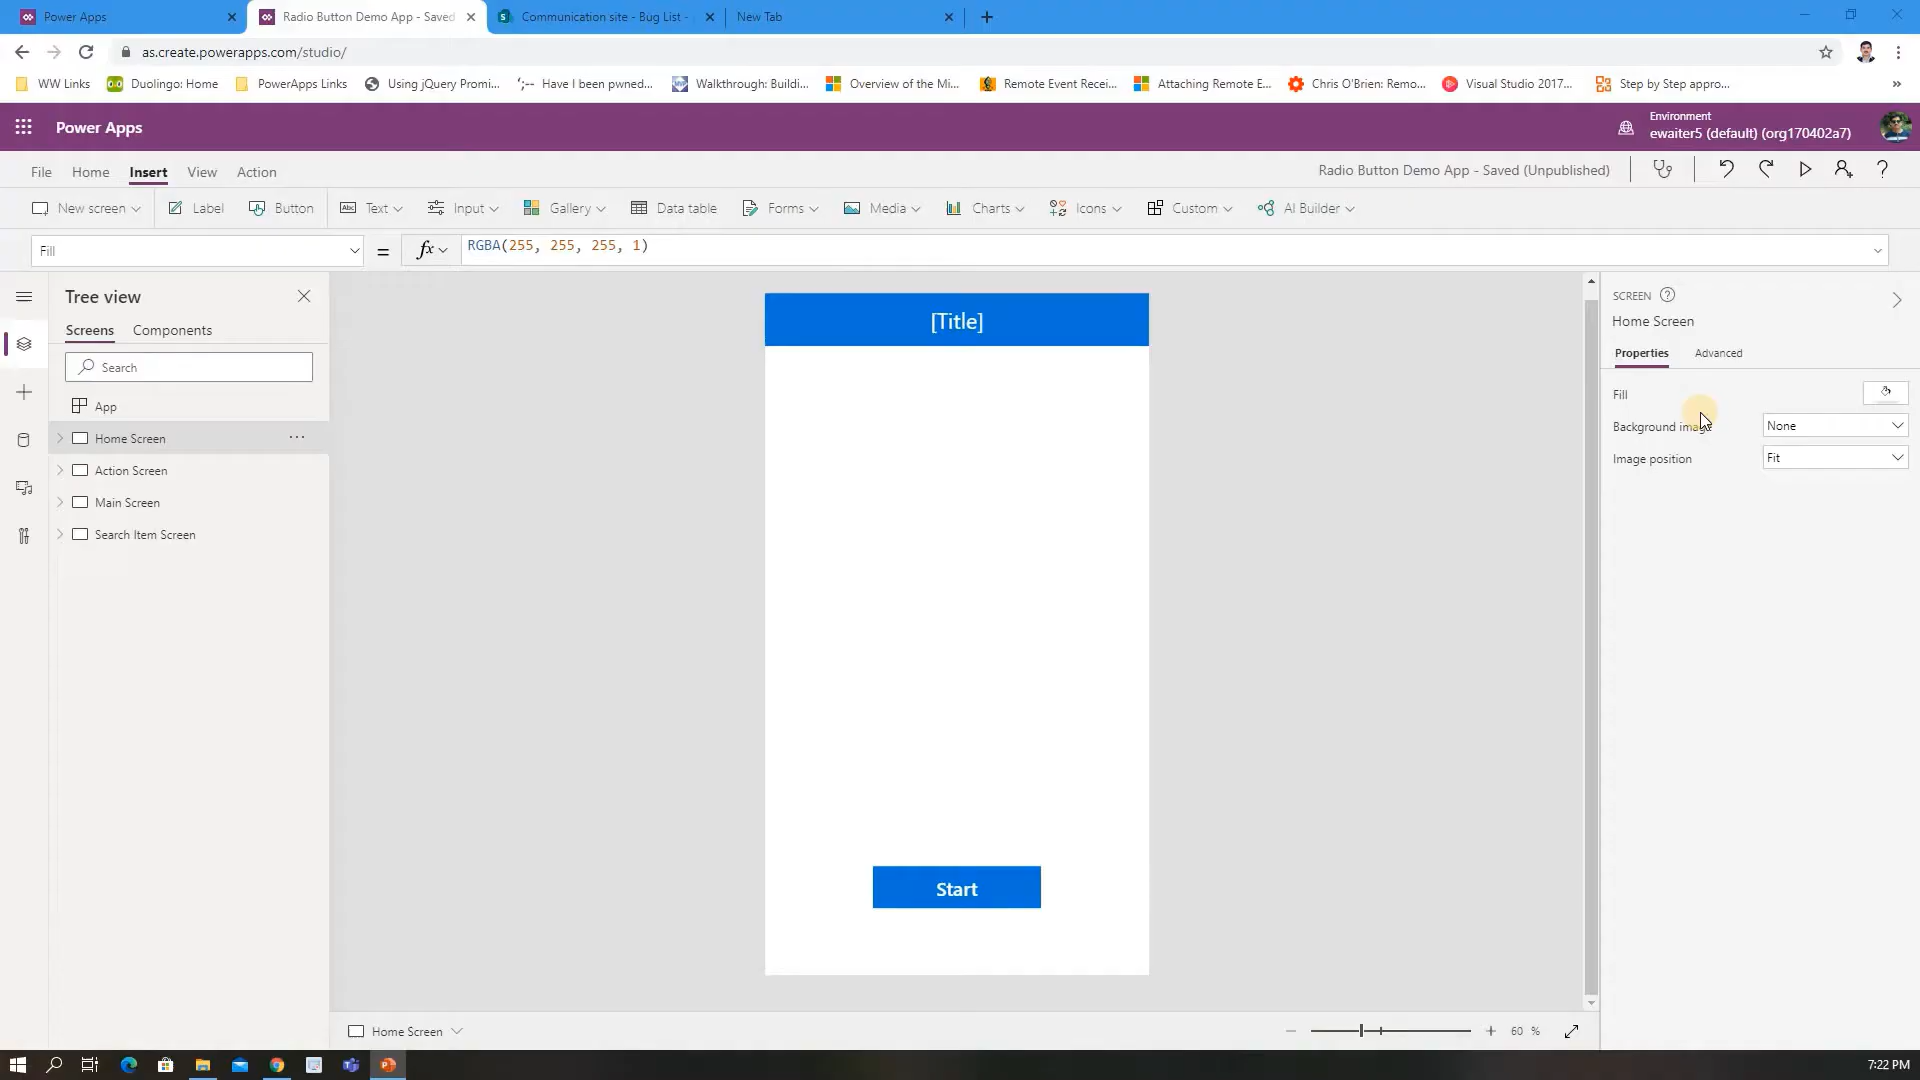 Power Apps
Radio Button Demo App - Saved
Communication site - Bug List -
New Tab
as.create.powerapps.com/studio/
WW Links
Duolingo: Home
PowerApps Links
Using jQuery Promi...
Have I been pwned...
Walkthrough: Buildi...
Overview of the Mi...
Remote Event Recei...
Attaching Remote E...
Chris O'Brien: Remo...
Visual Studio 2017...
Step by Step appro...
Power Apps
Environment
ewaiter5 (default) (org170402a7)
File
Home
Insert
View
Action
Radio Button Demo App - Saved (Unpublished)
New screen
Label
Button
Text
Input
Gallery
Data table
Forms
Media
Charts
Icons
Custom
AI Builder
Fill
=
fx
RGBA(255, 255, 255, 1)
Tree view
Screens
Components
Search
App
Home Screen
Action Screen
Main Screen
Search Item Screen
[Title]
Start
SCREEN
Home Screen
Properties
Advanced
Fill
Background image
None
Image position
Fit
Home Screen
60 %
7:22 PM